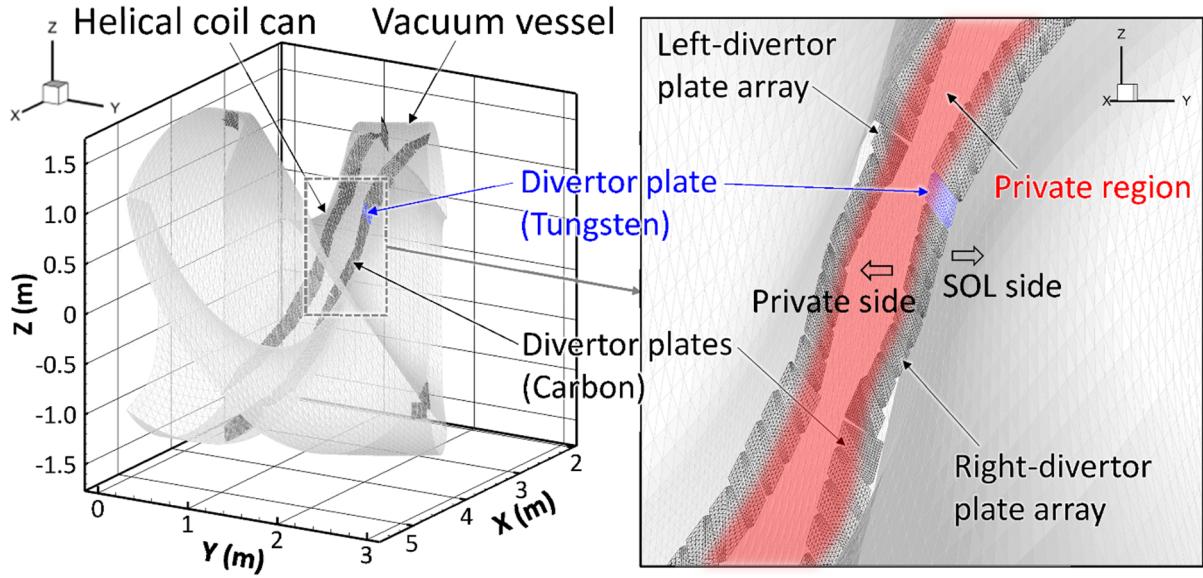 Helical coil can
Vacuum vessel
Z
X
Y
1.5
1.0
0.5
0
-0.5
-1.0
-1.5
Z (m)
0
1
2
3
Y (m)
5
4
3
2
X (m)
Divertor plate
(Tungsten)
Divertor plates
(Carbon)
Left-divertor
plate array
Z
X
Y
Private region
SOL side
Private side
Right-divertor
plate array